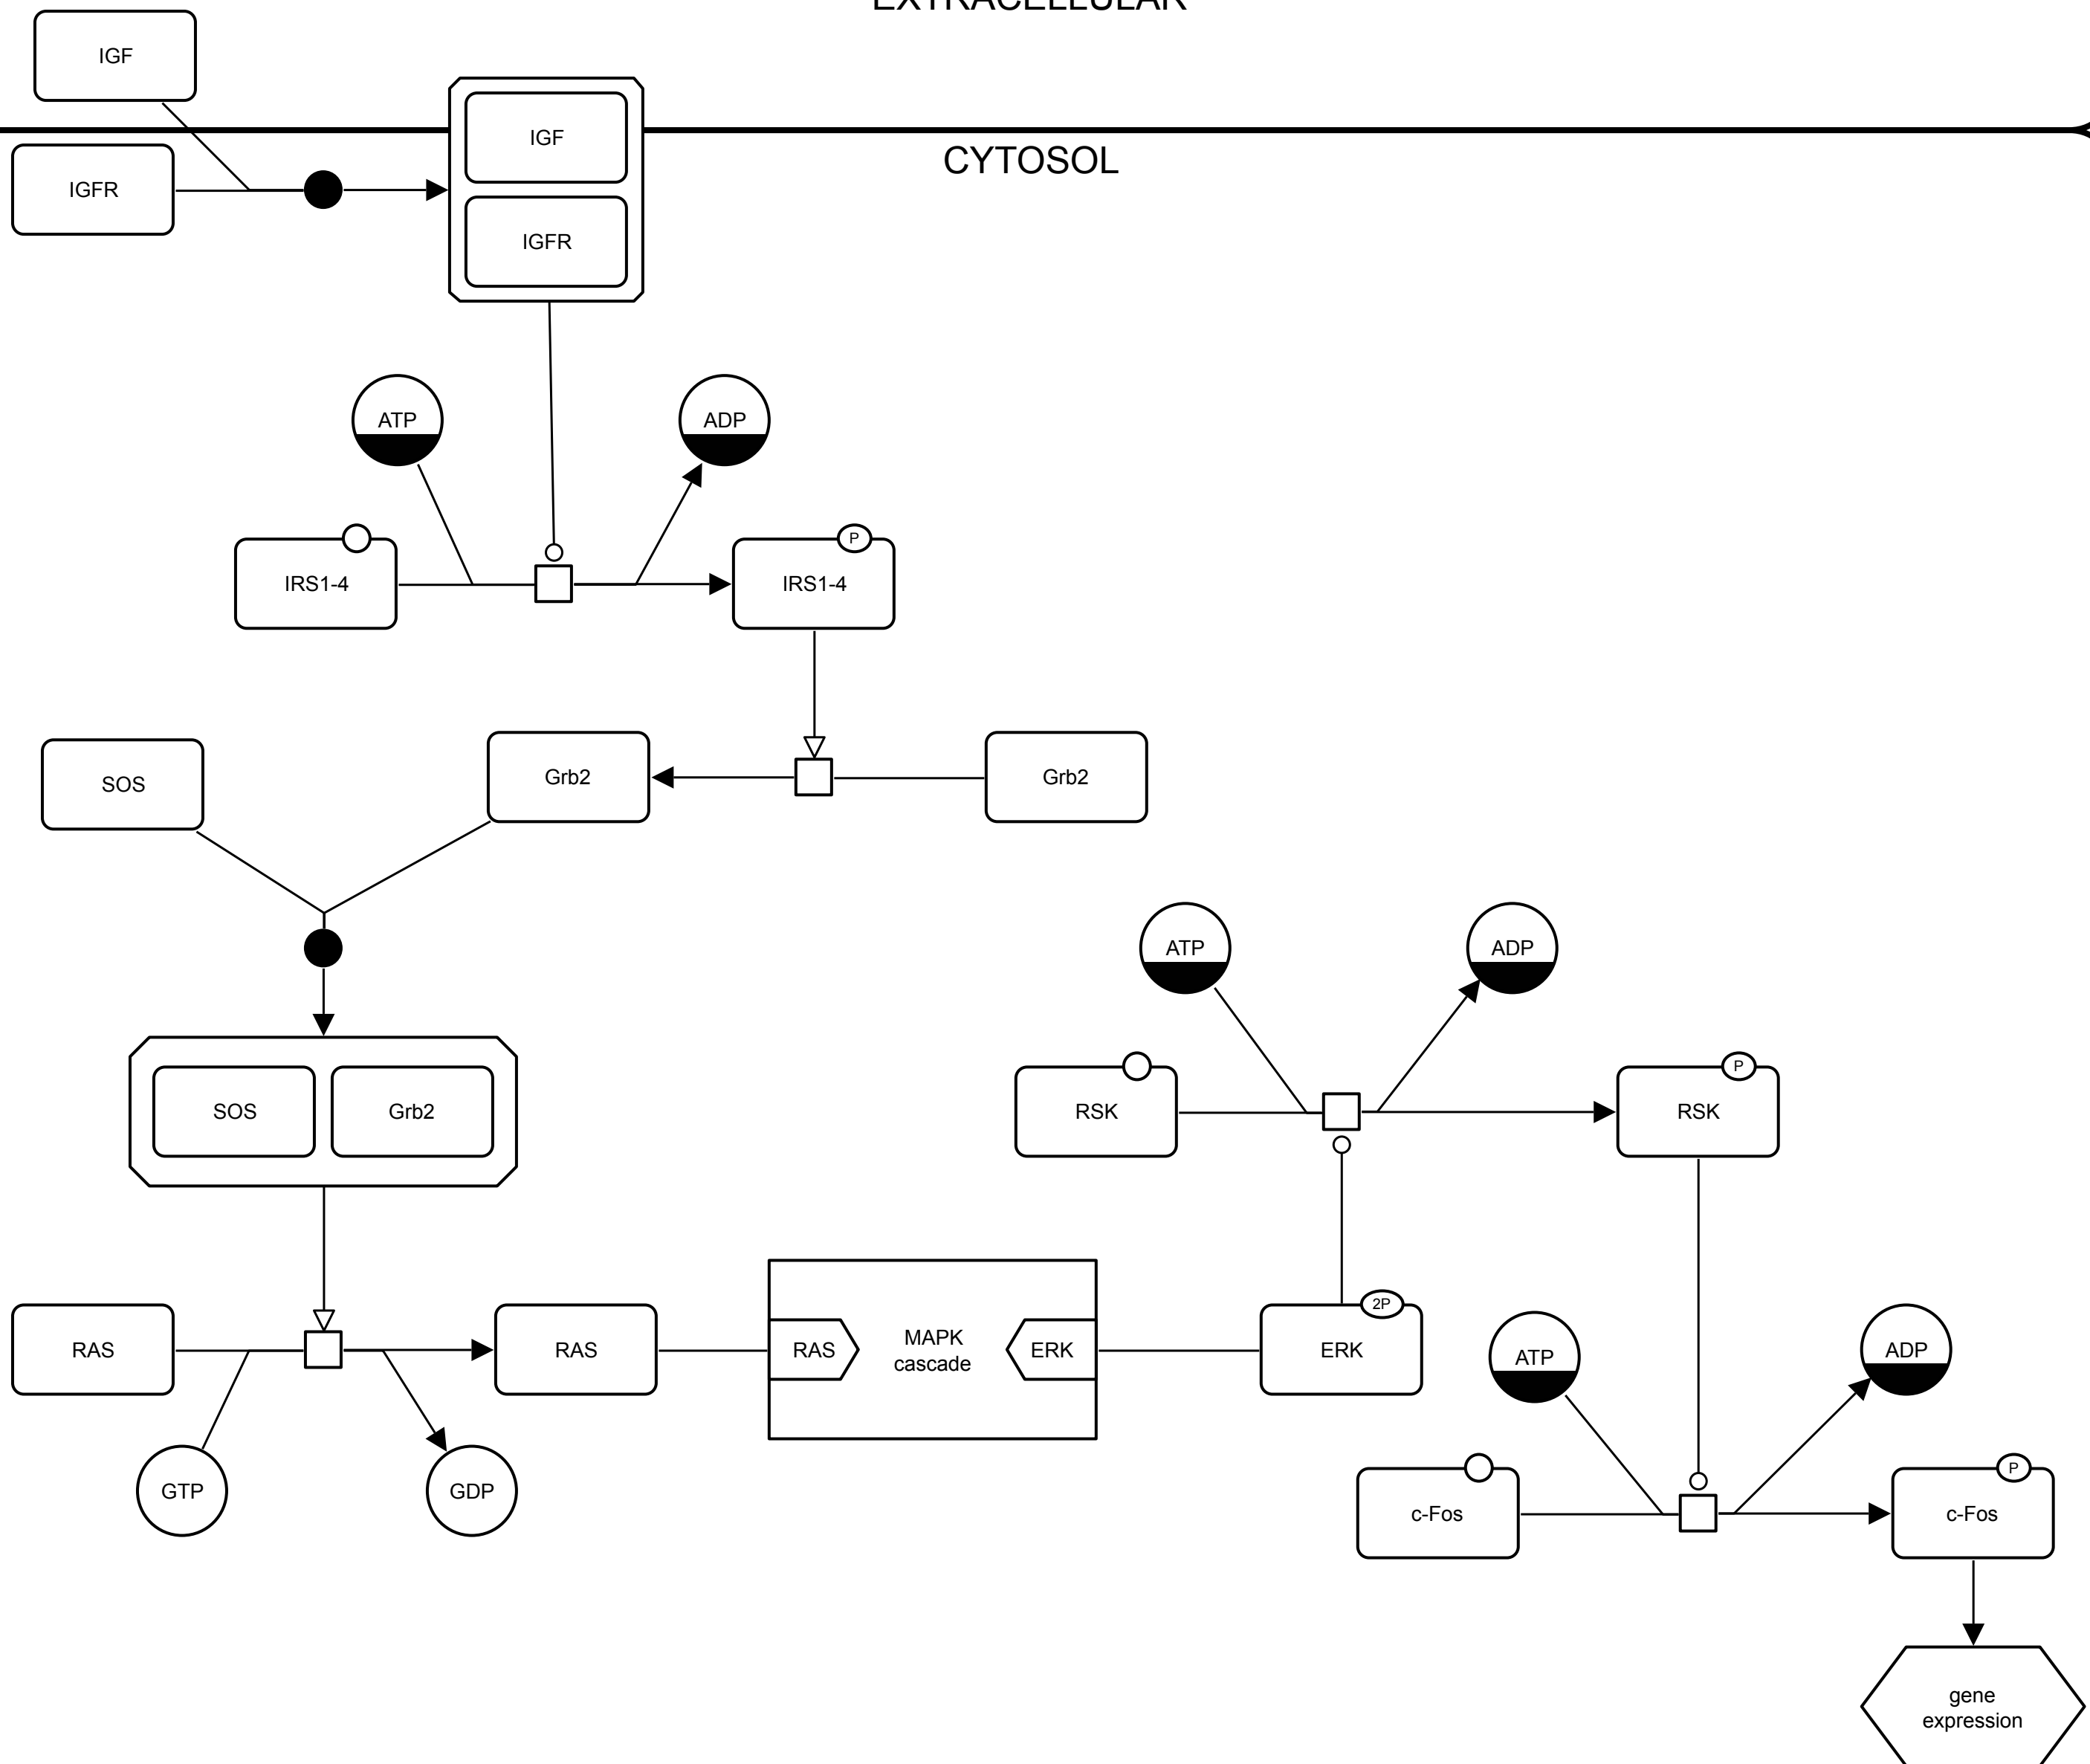 EXTRACELLULAR
IGF
IGF
CYTOSOL
IGFR
IGFR
ATP
ADP
P
IRS1-4
IRS1-4
SOS
Grb2
Grb2
ATP
ADP
P
SOS
Grb2
RSK
RSK
2P
RAS
RAS
RAS
MAPK
cascade
ERK
ERK
ATP
ADP
GTP
GDP
P
c-Fos
c-Fos
gene
expression